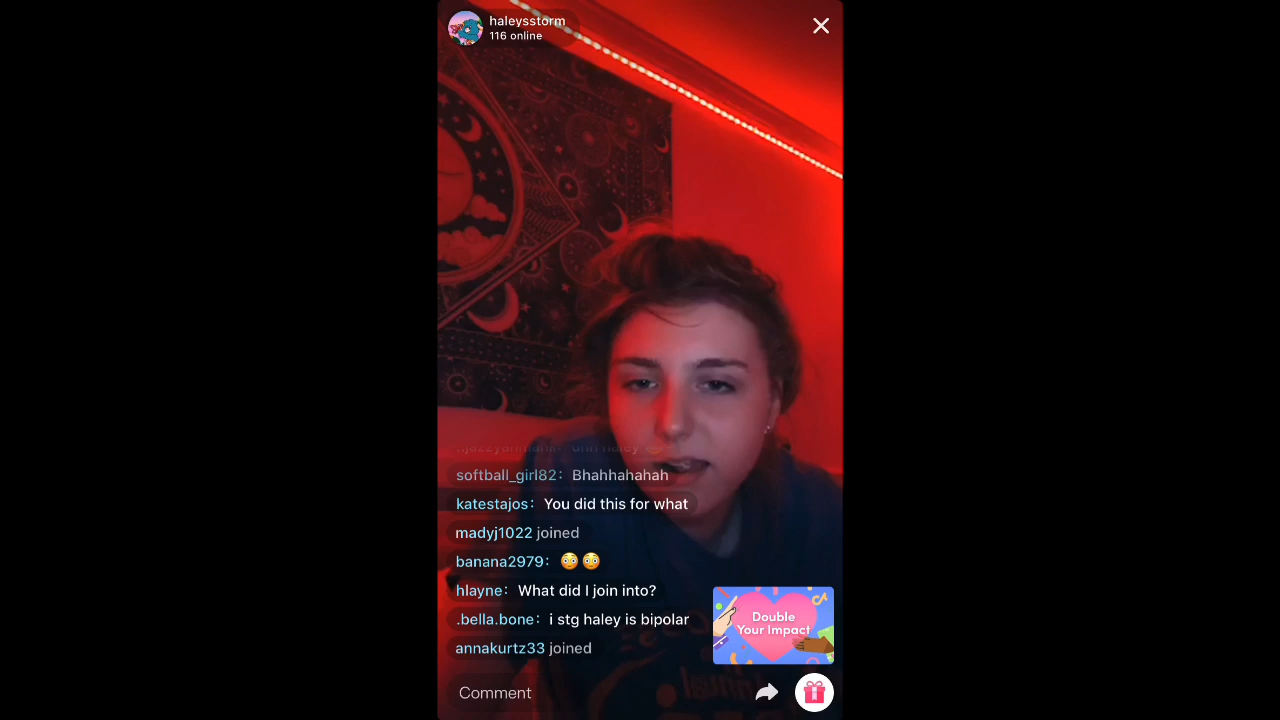 haleysstorm
116 online
softball_girl82: Bhahhahahah
katestajos: You did this for what
madyj1022 joined
banana2979: 😳😳
hlayne: What did I join into?
.bella.bone: i stg haley is bipolar
annakurtz33 joined
Double
Your Impact
Comment